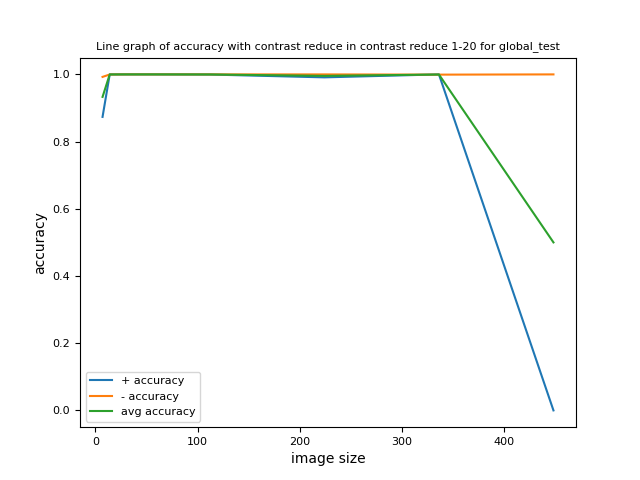 Line graph of accuracy with contrast reduce in contrast reduce 1-20 for global_test
1.0
0.8
0.6
0.4
0.2
0.0
accuracy
+ accuracy
- accuracy
avg accuracy
0 100 200 300 400
image size